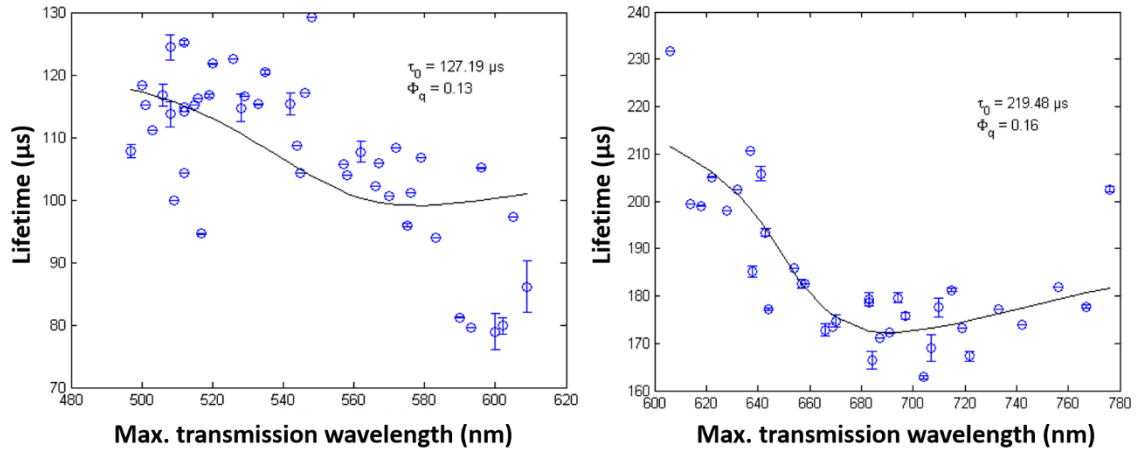 130
120
110
100
90
80
70
480 500 520 540 560 580 600 620
Lifetime (µs)
Max. transmission wavelength (nm)
τ0 = 127.19 µs
Φq = 0.13
240
230
220
210
200
190
180
170
160
600 620 640 660 680 700 720 740 760 780
Lifetime (µs)
Max. transmission wavelength (nm)
τ0 = 219.48 µs
Φq = 0.16